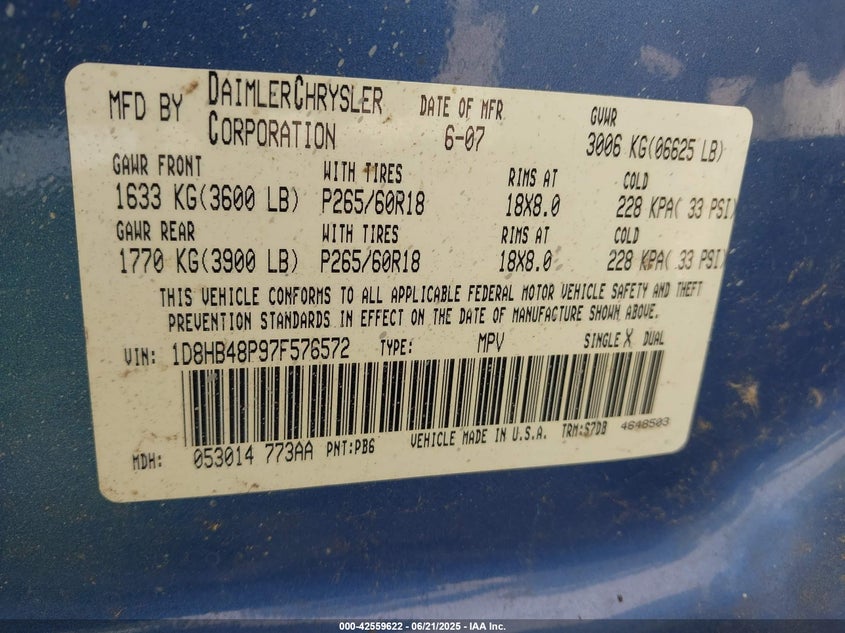 MFD BY DAIMLERCHRYSLER CORPORATION DATE OF MFR 6-07 GVWR 3006 KG(06625 LB)
GAWR FRONT WITH TIRES RIMS AT COLD
1633 KG(3600 LB) P265/60R18 18X8.0 228 KPA( 33 PSI)
GAWR REAR WITH TIRES RIMS AT COLD
1770 KG(3900 LB) P265/60R18 18X8.0 228 KPA( 33 PSI)
THIS VEHICLE CONFORMS TO ALL APPLICABLE FEDERAL MOTOR VEHICLE SAFETY AND THEFT
PREVENTION STANDARDS IN EFFECT ON THE DATE OF MANUFACTURE SHOWN ABOVE.
VIN: 1D8HB48P97F576572 TYPE: MPV SINGLE X DUAL
MDH: 053014 773AA PNT:PB6 VEHICLE MADE IN U.S.A. TRM:S7DB 4648503
000-42559622 | 06/21/2025 - IAA Inc.